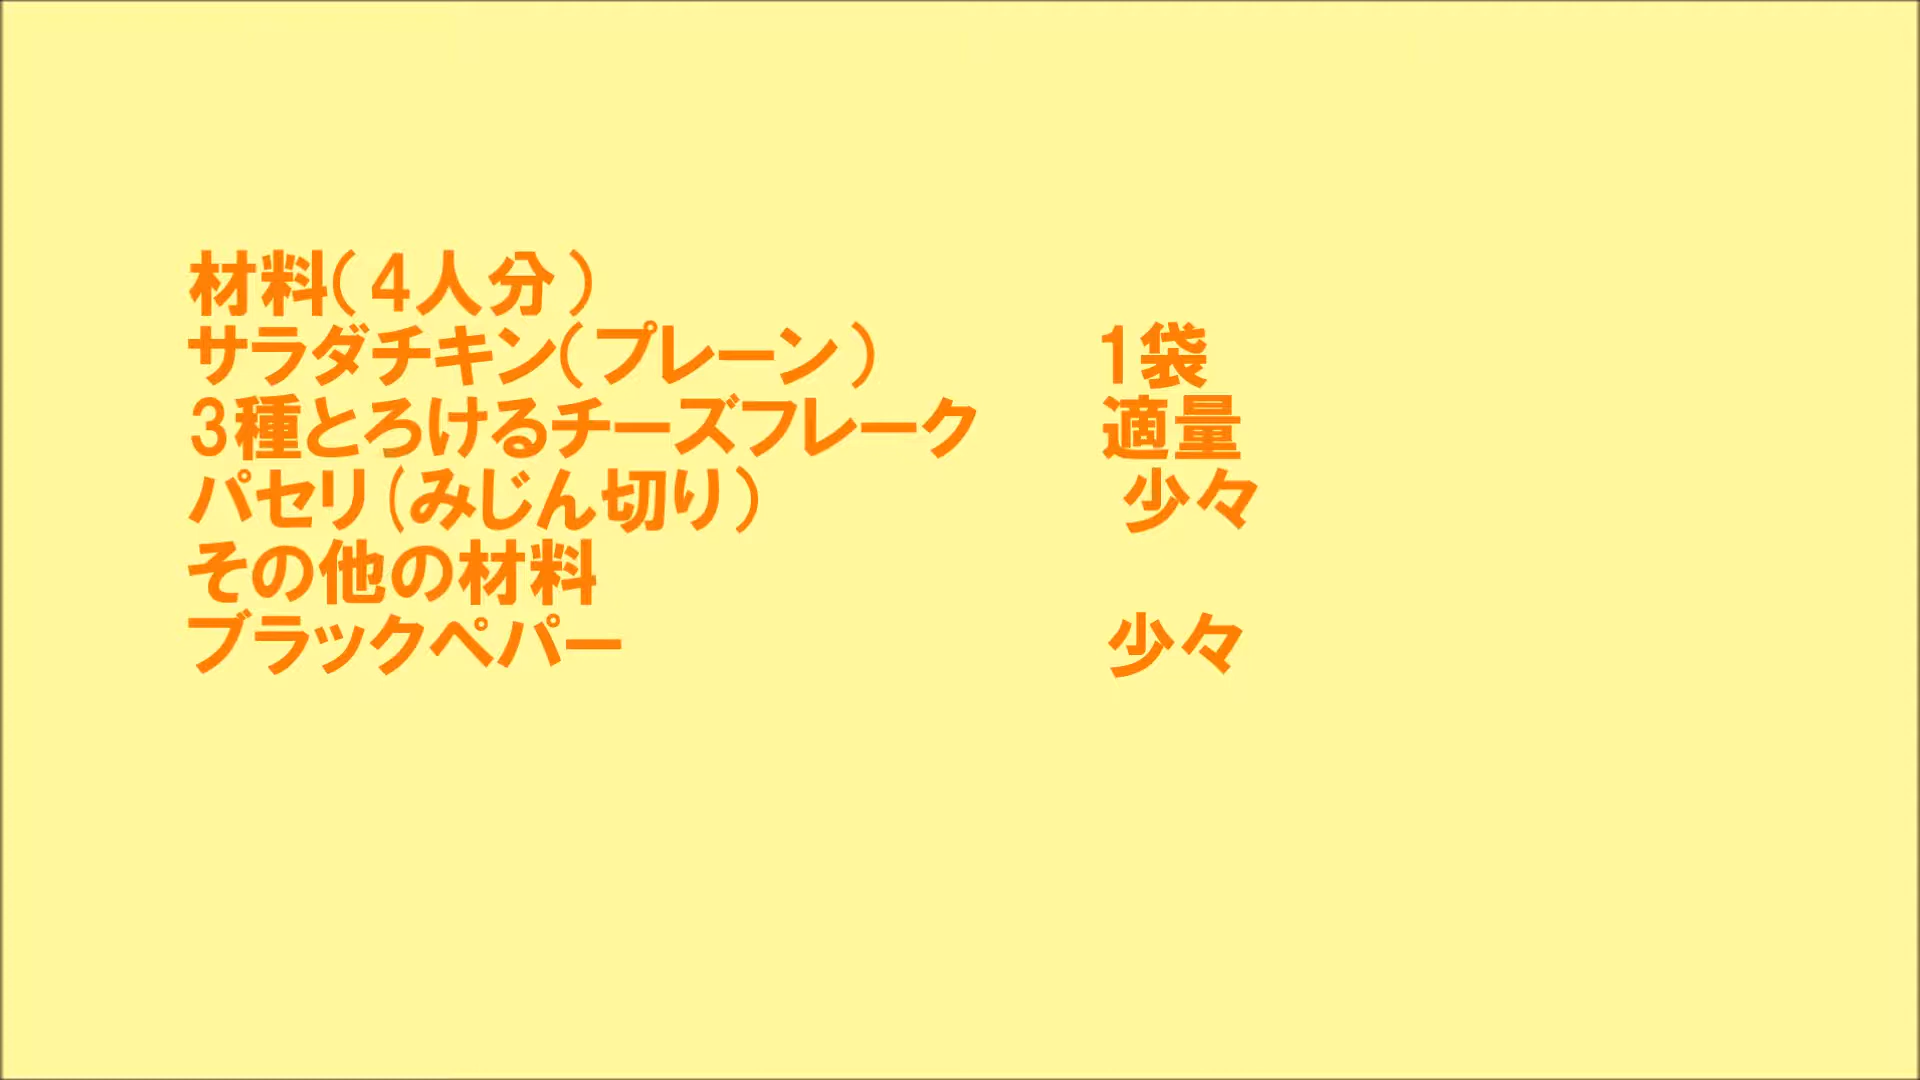 材料(4人分)
サラダチキン(プレーン) 1袋
3種とろけるチーズフレーク 適量
パセリ(みじん切り) 少々
その他の材料
ブラックペパー 少々